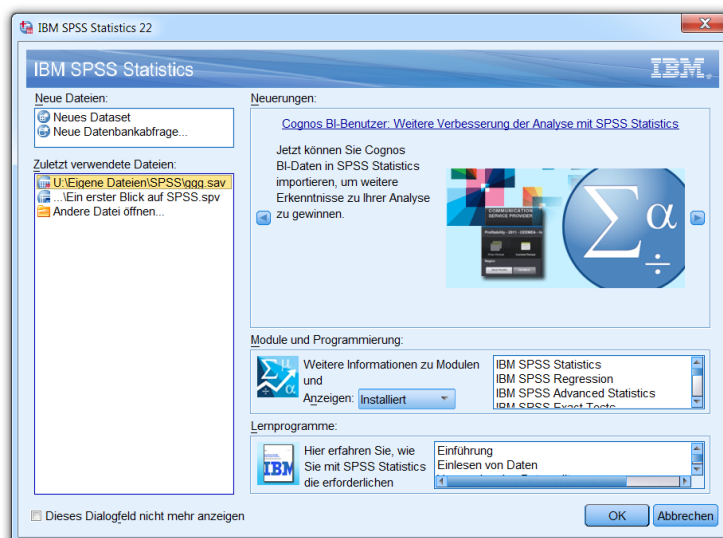 IBM SPSS Statistics 22
IBM SPSS Statistics
IBM
Neue Dateien:
Neues Dataset
Neue Datenbankabfrage...
Zuletzt verwendete Dateien:
U:\Eigene Dateien\SPSS\ggg.sav
...\Ein erster Blick auf SPSS.spv
Andere Datei öffnen...
Neuerungen:
Cognos BI-Benutzer: Weitere Verbesserung der Analyse mit SPSS Statistics
Jetzt können Sie Cognos
BI-Daten in SPSS Statistics
importieren, um weitere
Erkenntnisse zu Ihrer Analyse
zu gewinnen.
COMMUNICATION
SERVICE PROVIDER
Σα
÷
Module und Programmierung:
Weitere Informationen zu Modulen
und
Anzeigen: Installiert
IBM SPSS Statistics
IBM SPSS Regression
IBM SPSS Advanced Statistics
IBM SPSS Exact Tests
Lernprogramme:
IBM
Hier erfahren Sie, wie
Sie mit SPSS Statistics
die erforderlichen
Einführung
Einlesen von Daten
Dieses Dialogfeld nicht mehr anzeigen
OK
Abbrechen